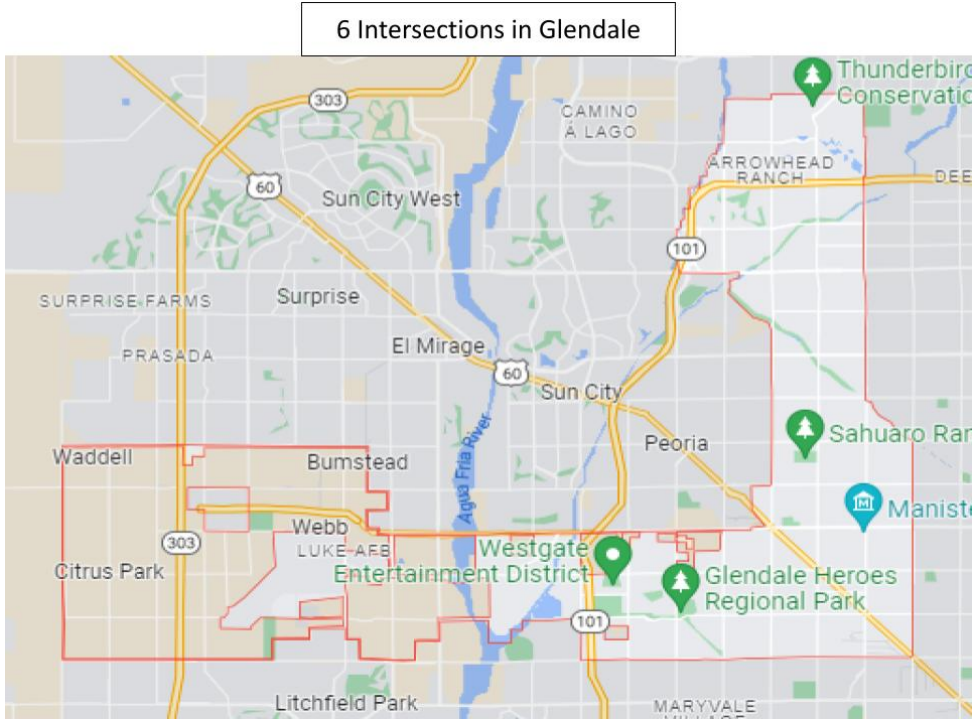 6 Intersections in Glendale
Thunderbird
Conservatio
303
CAMINO
Á LAGO
ARROWHEAD
RANCH
DEE
60
Sun City West
101
SURPRISE FARMS
Surprise
PRASADA
El Mirage
60
Sun City
Agua Fria River
Peoria
Sahuaro Ran
Waddell
Bumstead
Maniste
Webb
303
LUKE AFB
Westgate
Entertainment District
Citrus Park
Glendale Heroes
Regional Park
101
Litchfield Park
MARYVALE